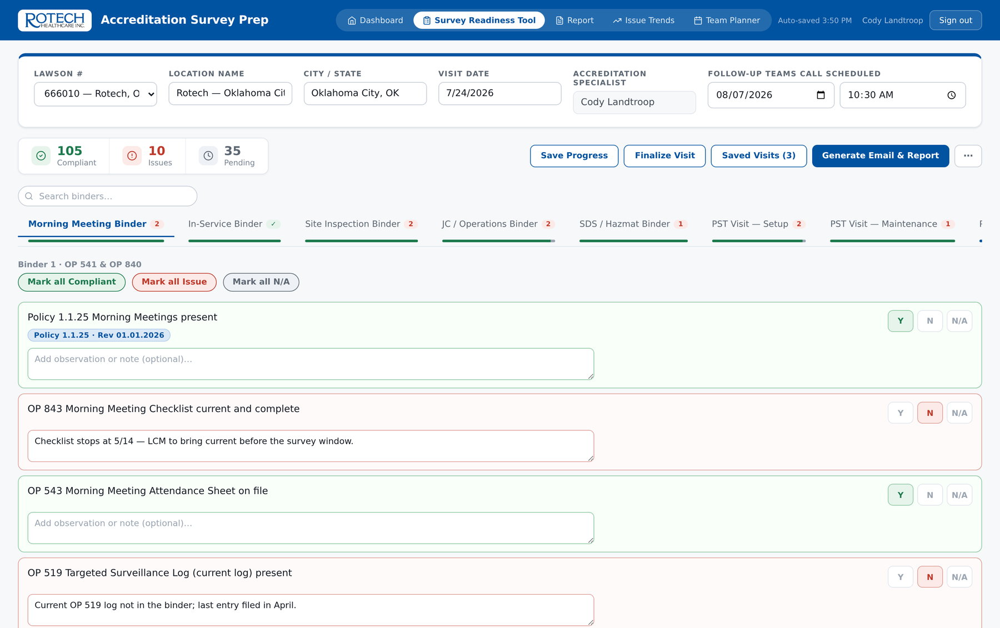 ROTECH
HEALTHCARE INC.
Accreditation Survey Prep
Dashboard
Survey Readiness Tool
Report
Issue Trends
Team Planner
Auto-saved 3:50 PM
Cody Landtroop
Sign out
LAWSON #
666010 — Rotech, O
LOCATION NAME
Rotech — Oklahoma Cit
CITY / STATE
Oklahoma City, OK
VISIT DATE
7/24/2026
ACCREDITATION
SPECIALIST
Cody Landtroop
FOLLOW-UP TEAMS CALL SCHEDULED
08/07/2026
10:30 AM
105
Compliant
10
Issues
35
Pending
Save Progress
Finalize Visit
Saved Visits (3)
Generate Email & Report
...
Search binders...
Morning Meeting Binder 2
In-Service Binder ✓
Site Inspection Binder 2
JC / Operations Binder 2
SDS / Hazmat Binder 1
PST Visit — Setup 2
PST Visit — Maintenance 1
Binder 1 · OP 541 & OP 840
Mark all Compliant
Mark all Issue
Mark all N/A
Policy 1.1.25 Morning Meetings present
Y N N/A
Policy 1.1.25 · Rev 01.01.2026
Add observation or note (optional)...
OP 843 Morning Meeting Checklist current and complete
Y N N/A
Checklist stops at 5/14 — LCM to bring current before the survey window.
OP 543 Morning Meeting Attendance Sheet on file
Y N N/A
Add observation or note (optional)...
OP 519 Targeted Surveillance Log (current log) present
Y N N/A
Current OP 519 log not in the binder; last entry filed in April.